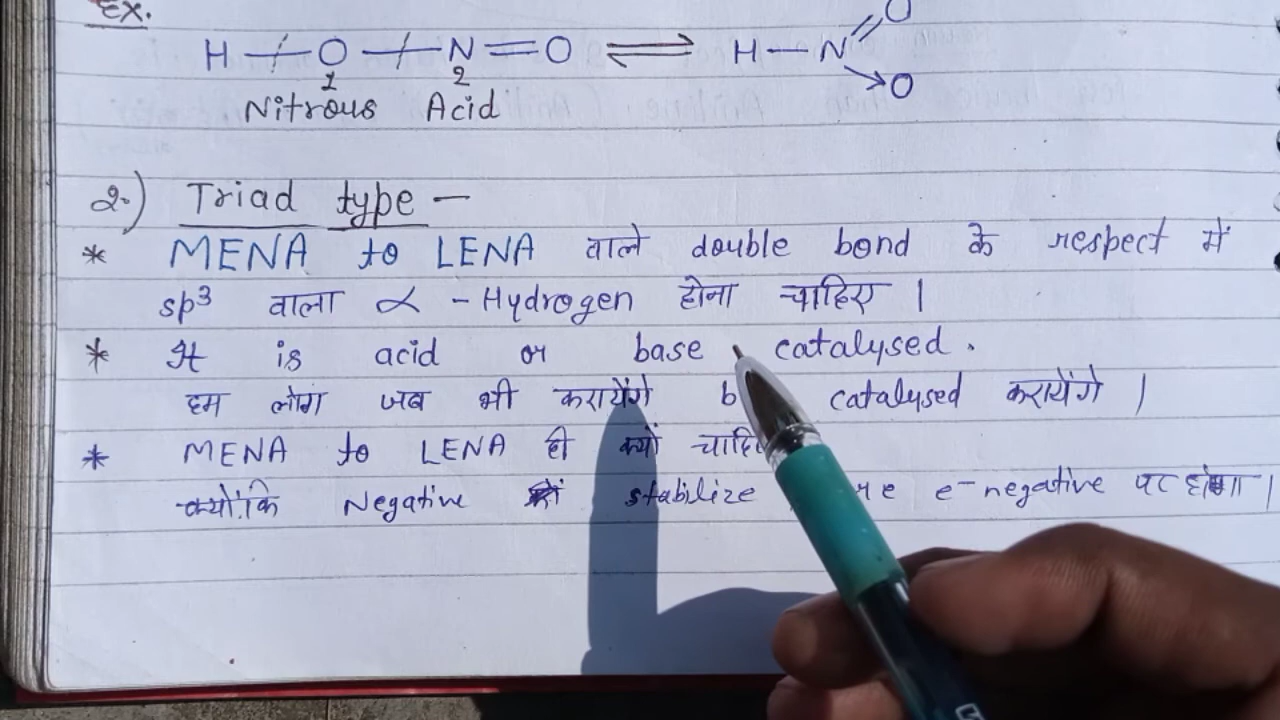 Ex.
H—O—N=O ⇌ H—N=O
→O
1 2
Nitrous Acid
2.) Triad type —
* MENA to LENA वाले double bond के respect में
sp³ वाला α -Hydrogen होना चाहिए |
* It is acid or base catalysed.
हम लोग जब भी करायेंगे catalysed करायेंगे |
* MENA to LENA ही क्यों
क्योंकि Negative stabilize e⁻negative पर होगा |